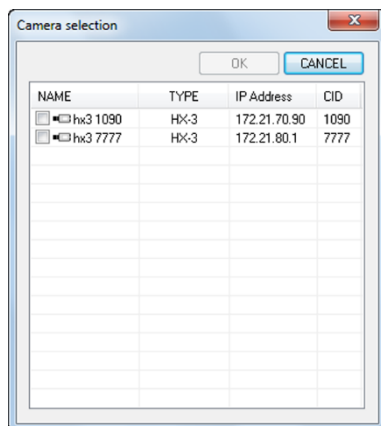 Camera selection
OK CANCEL
NAME TYPE IP Address CID
hx3 1090 HX-3 172.21.70.90 1090
hx3 7777 HX-3 172.21.80.1 7777